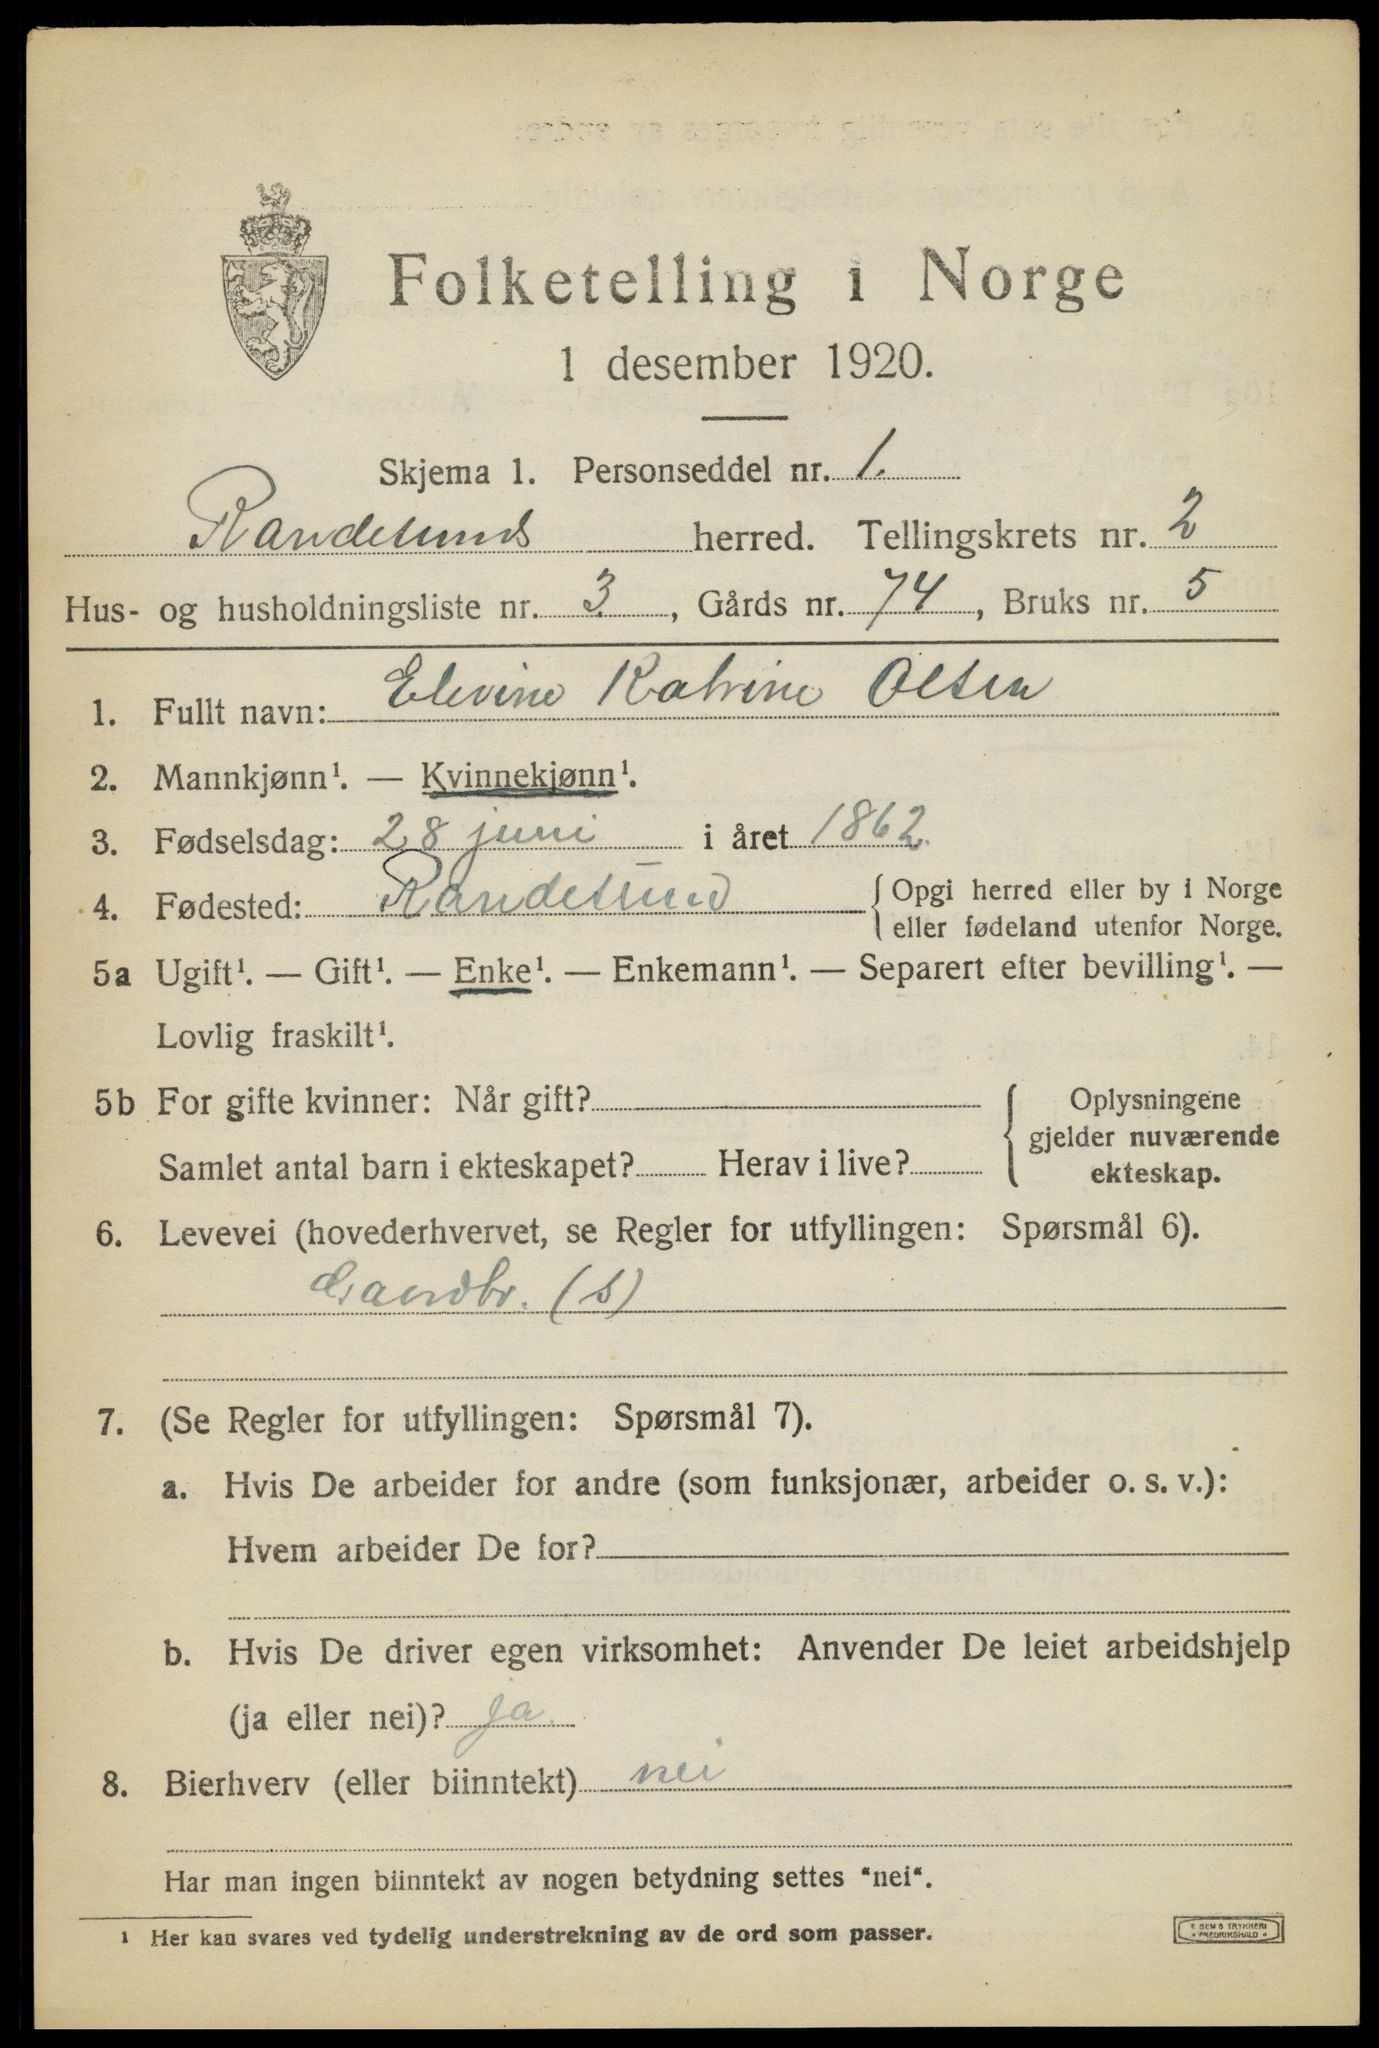 Folketelling i Norge
1 desember 1920.
Skjema 1. Personseddel nr. 1.
Randesunds herred. Tellingskrets nr. 2
Hus- og husholdningsliste nr. 3, Gårds nr. 74, Bruks nr. 5
1. Fullt navn: Elevine Katrine Olsen
2. Mannkjønn¹. — Kvinnekjønn¹.
3. Fødselsdag: 28 juni i året 1862.
4. Fødested: Randesund { Opgi herred eller by i Norge
eller fødeland utenfor Norge.
5a Ugift¹. — Gift¹. — Enke¹. — Enkemann¹. — Separert efter bevilling¹. —
Lovlig fraskilt¹.
5b For gifte kvinner: Når gift?
Samlet antal barn i ekteskapet? Herav i live?
Oplysningene
gjelder nuværende
ekteskap.
6. Levevei (hovederhvervet, se Regler for utfyllingen: Spørsmål 6).
Gaardbr. (s)
7. (Se Regler for utfyllingen: Spørsmål 7).
a. Hvis De arbeider for andre (som funksjonær, arbeider o. s. v.):
Hvem arbeider De for?
b. Hvis De driver egen virksomhet: Anvender De leiet arbeidshjelp
(ja eller nei)? ja.
8. Bierhverv (eller biinntekt) nei
Har man ingen biinntekt av nogen betydning settes "nei".
1 Her kan svares ved tydelig understrekning av de ord som passer.
E SEM'S TRYKKERI
FREDRIKSHALD